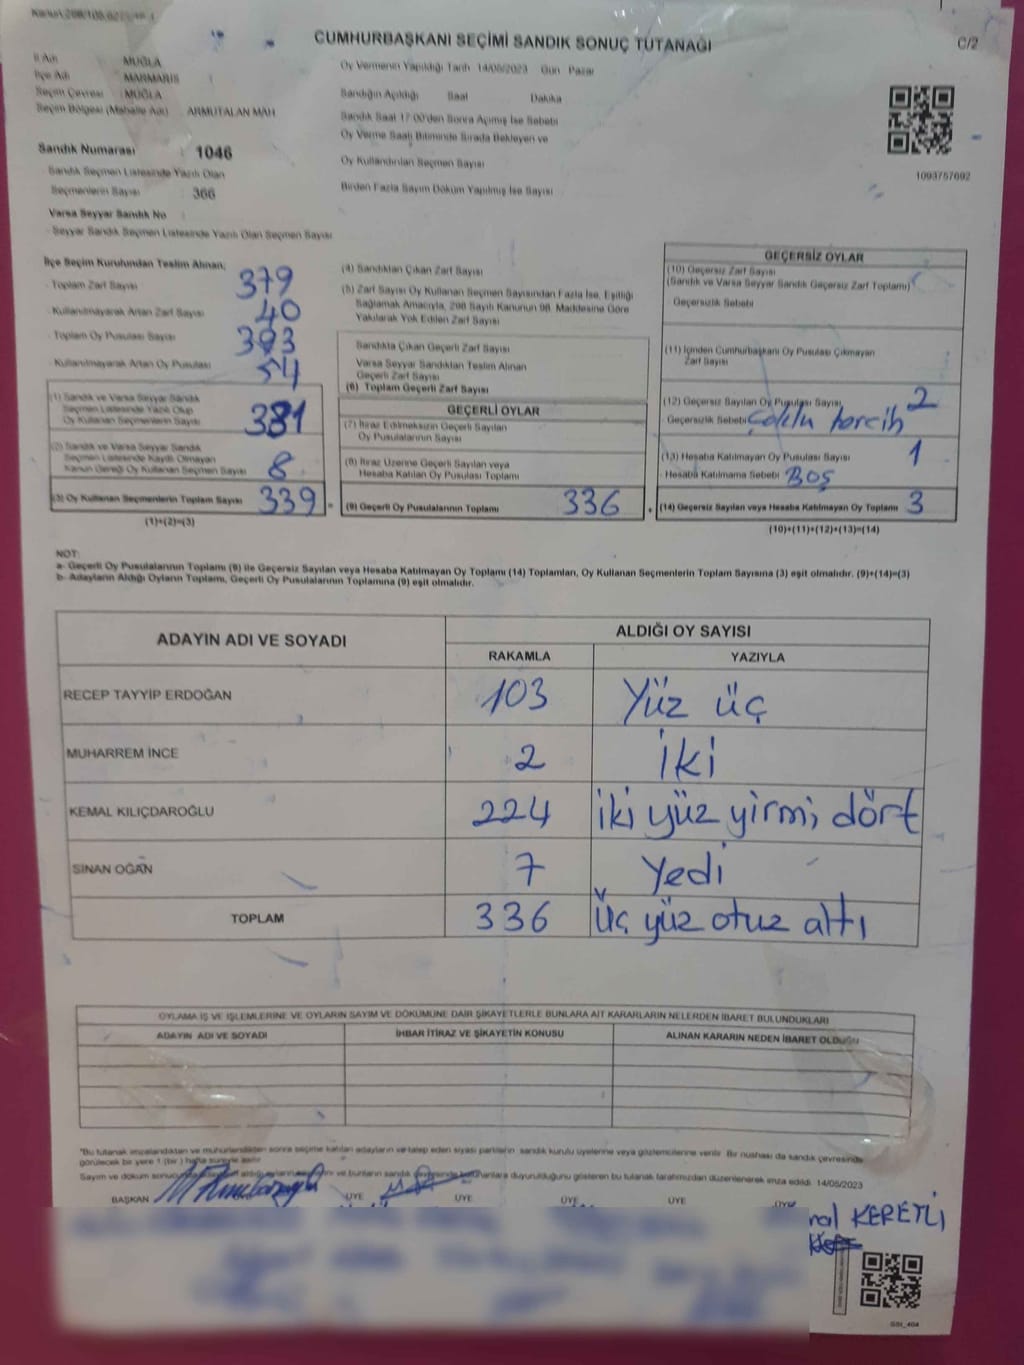 CUMHURBAŞKANI SEÇİMİ SANDIK SONUÇ TUTANAĞI
C/2
İl Adı MUĞLA
İlçe Adı MARMARİS
Seçim Çevresi MUĞLA
Seçim Bölgesi (Mahalle Adı) ARMUTALAN MAH
Sandık Numarası : 1046
Sandık Seçmen Listesinde Yazılı Olan
Seçmenlerin Sayısı : 366
Varsa Seyyar Sandık No :
- Seyyar Sandık Seçmen Listesinde Yazılı Olan Seçmen Sayısı
Oy Vermenin Yapıldığı Tarih 14/05/2023 Gün Pazar
Sandığın Açıldığı Saat Dakika
Sandık Saat 17:00'den Sonra Açılmış İse Sebebi
Oy Verme Saati Bitiminde Sırada Bekleyen ve
Oy Kullandırılan Seçmen Sayısı
Birden Fazla Sayım Döküm Yapılmış İse Sayısı
1093757692
İlçe Seçim Kurulundan Teslim Alınan;
- Toplam Zarf Sayısı 379
- Kullanılmayarak Artan Zarf Sayısı 40
- Toplam Oy Pusulası Sayısı 393
- Kullanılmayarak Artan Oy Pusulası 54
(1) Sandık ve Varsa Seyyar Sandık
Seçmen Listesinde Yazılı Olup
Oy Kullanan Seçmenlerin Sayısı
(2) Sandık ve Varsa Seyyar Sandık
Seçmen Listesinde Kayıtlı Olmayan
Kanun Gereği Oy Kullanan Seçmen Sayısı 8
(3) Oy Kullanan Seçmenlerin Toplam Sayısı 339 =
(1)+(2)=(3)
(4) Sandıktan Çıkan Zarf Sayısı
(5) Zarf Sayısı Oy Kullanan Seçmen Sayısından Fazla İse, Eşitliği
Sağlamak Amacıyla, 298 Sayılı Kanunun 98. Maddesine Göre
Yakılarak Yok Edilen Zarf Sayısı
Sandıkta Çıkan Geçerli Zarf Sayısı
Varsa Seyyar Sandıktan Teslim Alınan
Geçerli Zarf Sayısı
(6) Toplam Geçerli Zarf Sayısı
GEÇERLİ OYLAR
(7) İtiraz Edilmeksizin Geçerli Sayılan
Oy Pusulalarının Sayısı
(8) İtiraz Üzerine Geçerli Sayılan veya
Hesaba Katılan Oy Pusulası Toplamı
(9) Geçerli Oy Pusulalarının Toplamı 336 +
GEÇERSİZ OYLAR
(10) Geçersiz Zarf Sayısı
(Sandık ve Varsa Seyyar Sandık Geçersiz Zarf Toplamı)
Geçersizlik Sebebi
(11) İçinden Cumhurbaşkanı Oy Pusulası Çıkmayan
Zarf Sayısı
(12) Geçersiz Sayılan Oy Pusulası Sayısı 2
Geçersizlik Sebebi Çoklu tercih
(13) Hesaba Katılmayan Oy Pusulası Sayısı 1
Hesaba Katılmama Sebebi Boş
(14) Geçersiz Sayılan veya Hesaba Katılmayan Oy Toplamı 3
(10)+(11)+(12)+(13)=(14)
NOT:
a- Geçerli Oy Pusulalarının Toplamı (9) ile Geçersiz Sayılan veya Hesaba Katılmayan Oy Toplamı (14) Toplamları, Oy Kullanan Seçmenlerin Toplam Sayısına (3) eşit olmalıdır. (9)+(14)=(3)
b- Adayların Aldığı Oyların Toplamı, Geçerli Oy Pusulalarının Toplamına (9) eşit olmalıdır.
ADAYIN ADI VE SOYADI ALDIĞI OY SAYISI
RAKAMLA YAZIYLA
RECEP TAYYİP ERDOĞAN 103 Yüz üç
MUHARREM İNCE 2 İki
KEMAL KILIÇDAROĞLU 224 iki yüz yirmi dört
SİNAN OĞAN 7 Yedi
TOPLAM 336 Üç yüz otuz altı
OYLAMA İŞ VE İŞLEMLERİNE VE OYLARIN SAYIM VE DÖKÜMÜNE DAİR ŞİKAYETLERLE BUNLARA AİT KARARLARIN NELERDEN İBARET BULUNDUKLARI
ADAYIN ADI VE SOYADI İHBAR İTİRAZ VE ŞİKAYETİN KONUSU ALINAN KARARIN NEDEN İBARET OLDUĞU
"Bu tutanak imzalandıktan ve mühürlendikten sonra seçime katılan adayların ve talep eden siyasi partilerin sandık kurulu üyelerine veya gözlemcilerine verilir. Bir nüshası da sandık çevresinde
görülecek bir yere 1 (bir) hafta süreyle asılır.
Sayım ve döküm sonucunda ve bunların sandık duyurulduğunu gösteren bu tutanak tarafımızdan düzenlenerek imza edildi. 14/05/2023
BAŞKAN ÜYE ÜYE ÜYE ÜYE ÜYE
KERETLİ
SSI_404